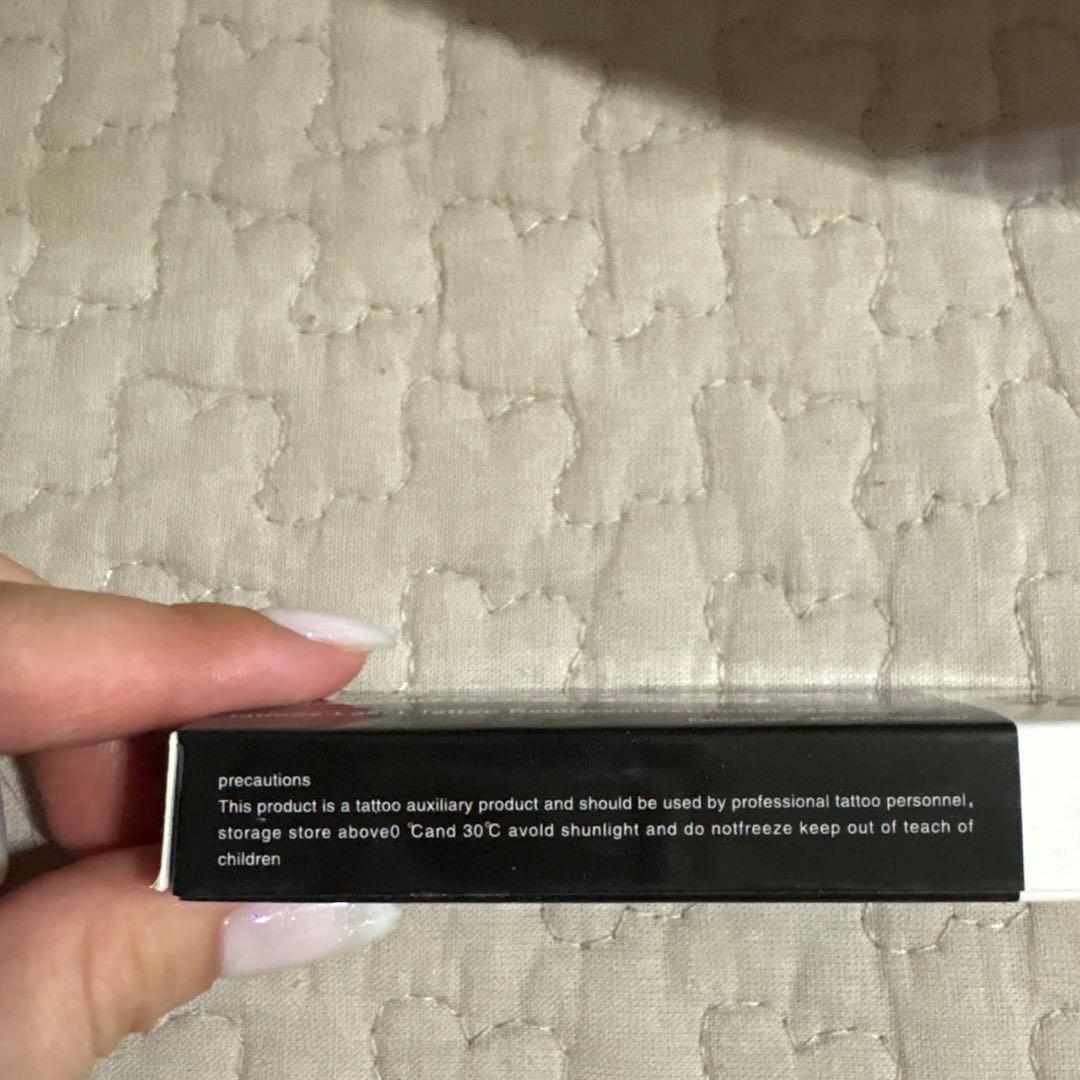 precautions
This product is a tattoo auxiliary product and should be used by professional tattoo personnel,
storage store above0 ℃and 30℃ avold shunlight and do notfreeze keep out of teach of
children